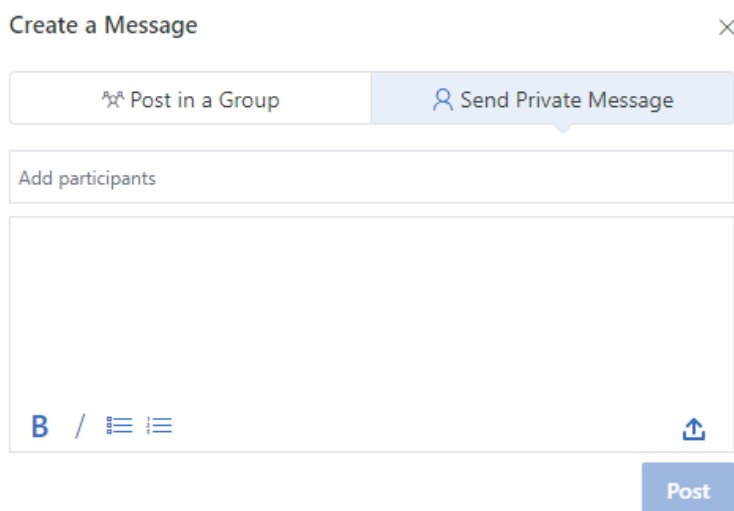 Create a Message
Post in a Group
Send Private Message
Add participants
B
Post